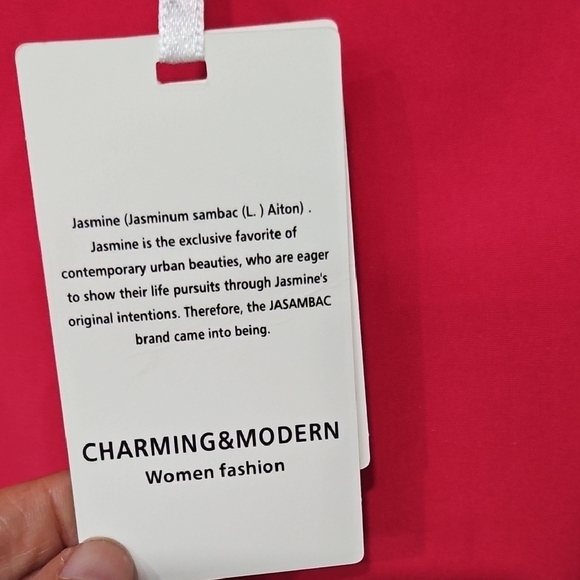 Jasmine (Jasminum sambac (L. ) Aiton) .
Jasmine is the exclusive favorite of
contemporary urban beauties, who are eager
to show their life pursuits through Jasmine's
original intentions. Therefore, the JASAMBAC
brand came into being.
CHARMING&MODERN
Women fashion